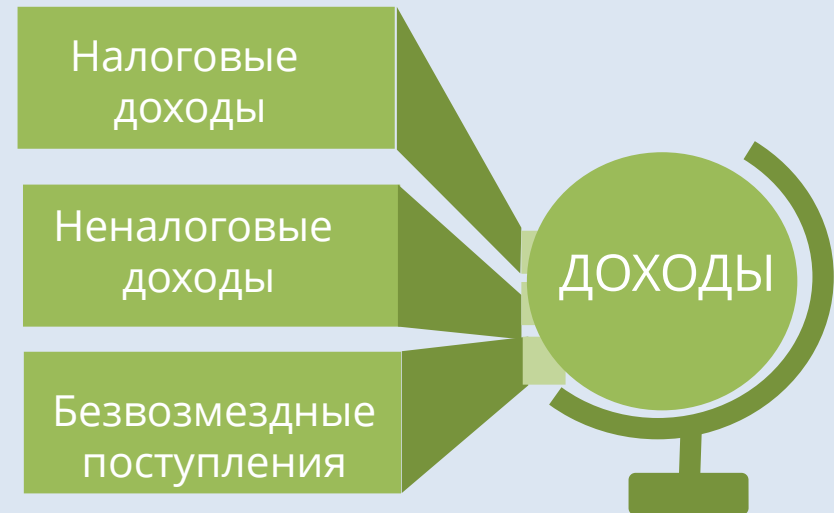 Налоговые
доходы
Неналоговые
доходы
Безвозмездные
поступления
ДОХОДЫ